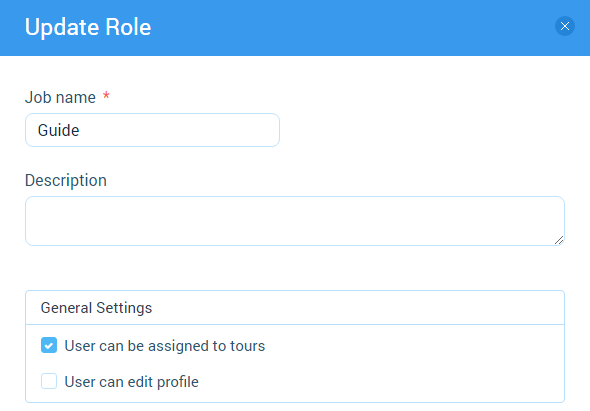 Update Role
Job name *
Guide
Description
General Settings
User can be assigned to tours
User can edit profile